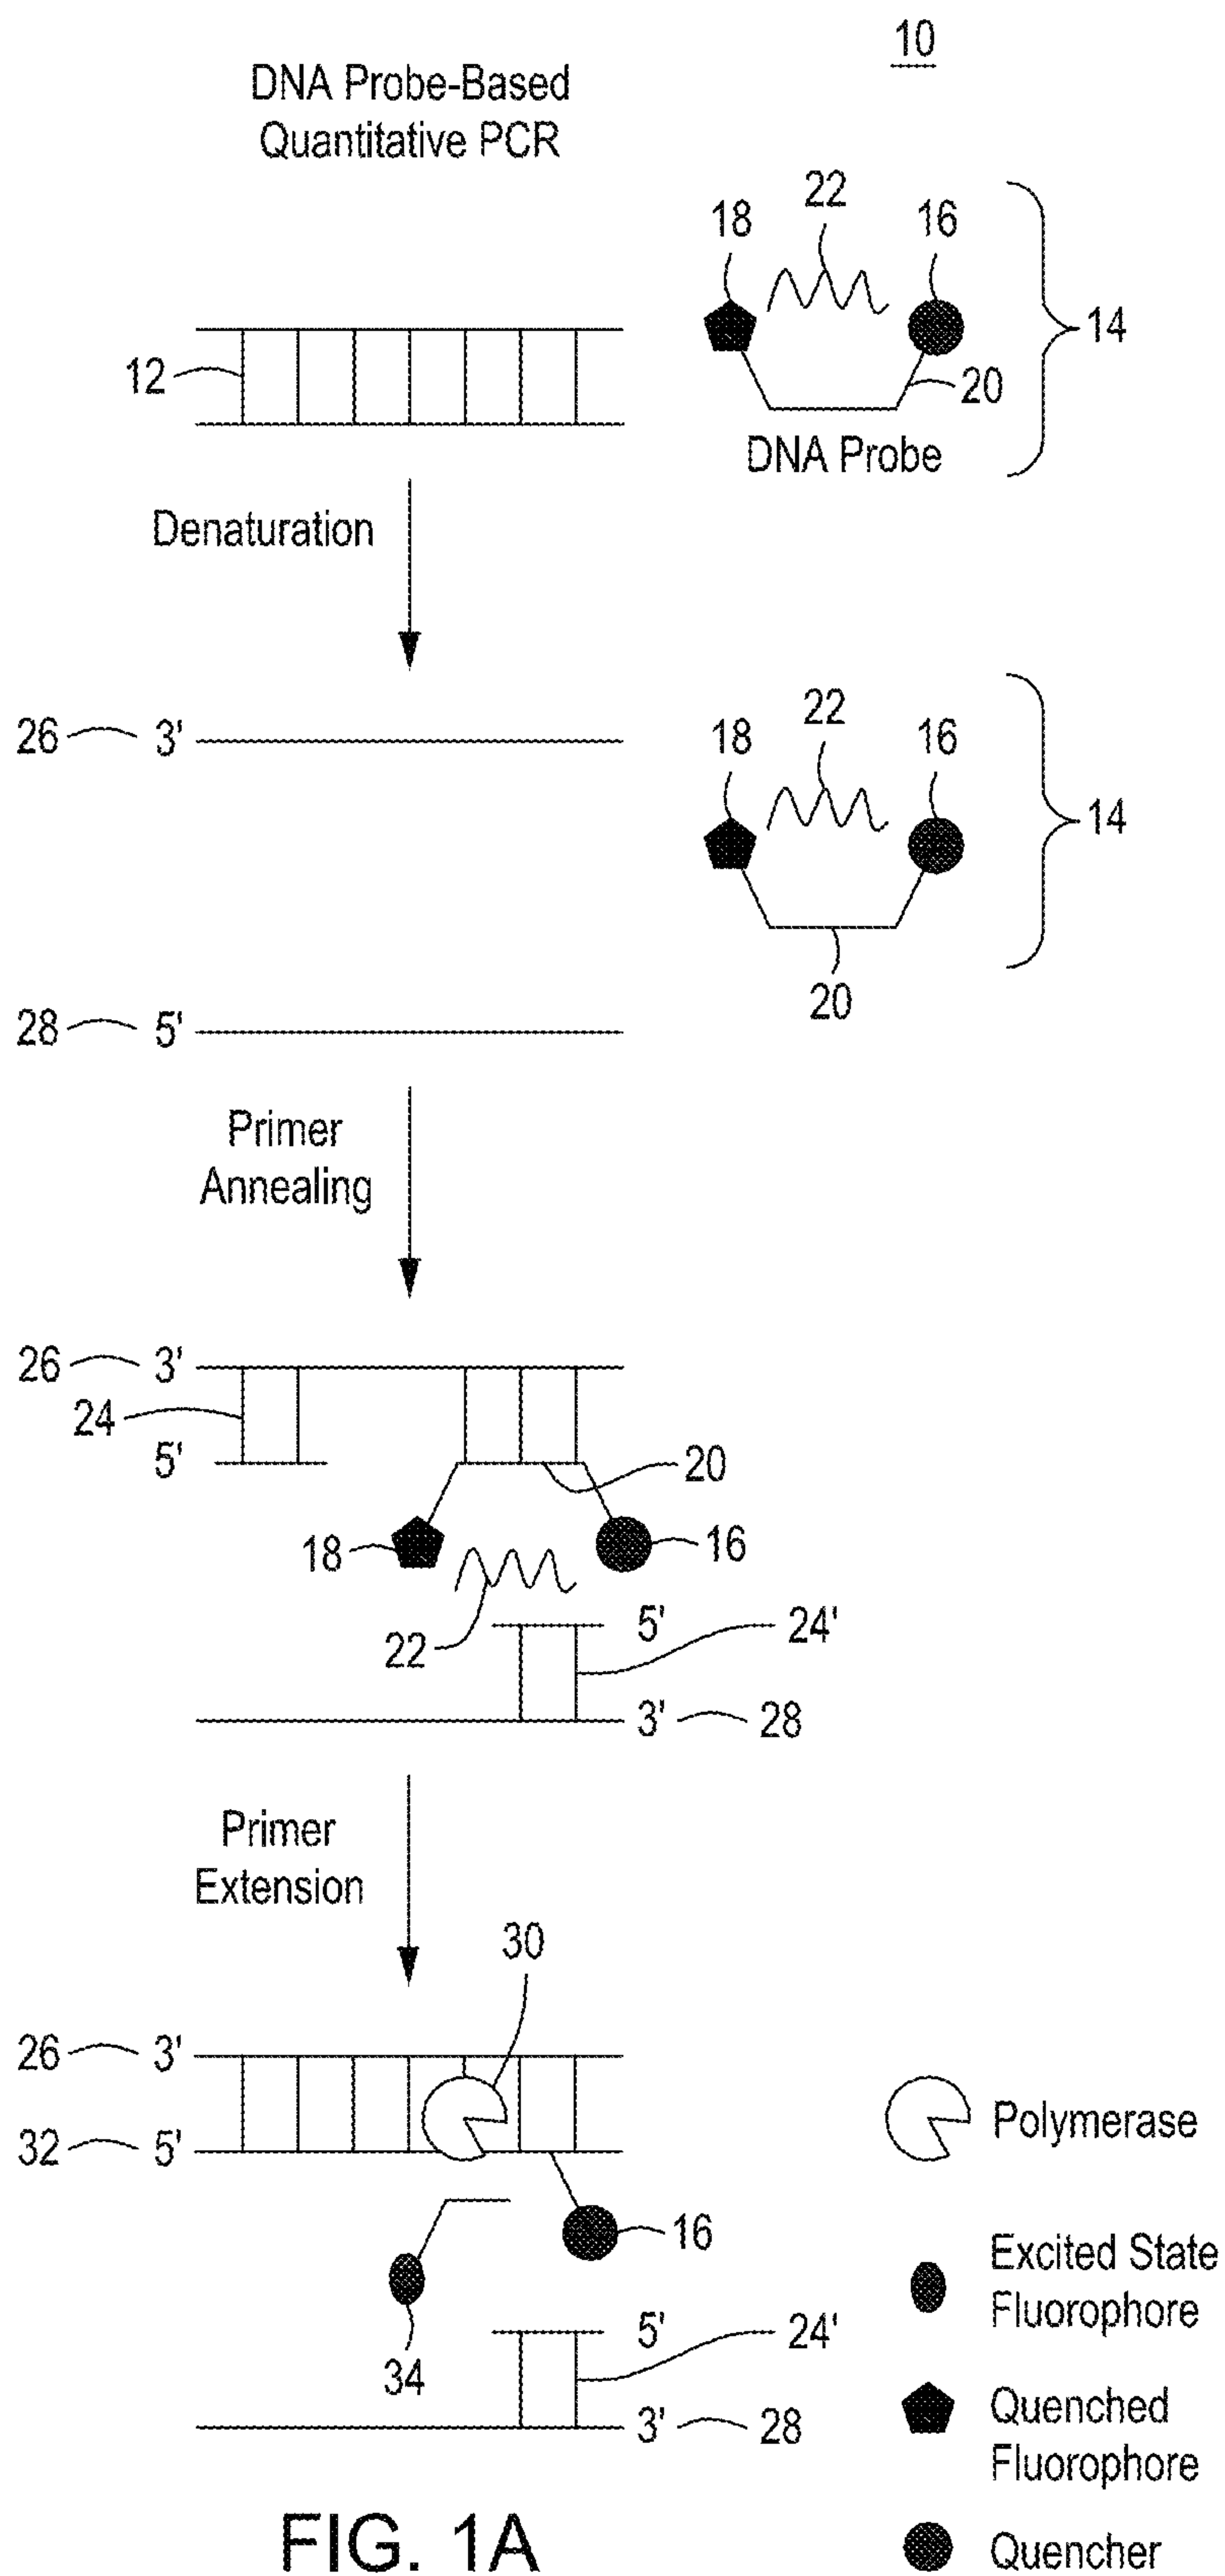 10
DNA Probe-Based
Quantitative PCR
18 22 16
12 14
20
DNA Probe
Denaturation
18 22 16
26 3'
14
20
28 5'
Primer
Annealing
26 3'
24
5' 20
18 16
22 5' 24'
3' 28
Primer
Extension
30
26 3'
32 5' Polymerase
16
Excited State
Fluorophore
5' 24'
34
3' 28
Quenched
Fluorophore
FIG. 1A
Quencher